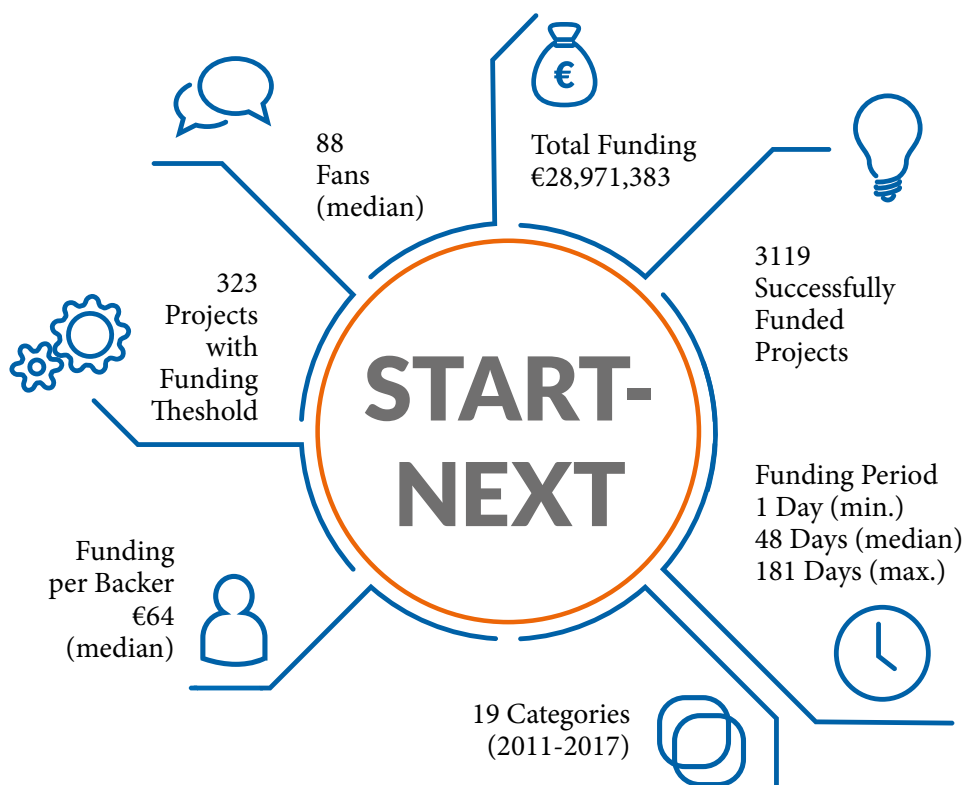 88
Fans
(median)
€
Total Funding
€28,971,383
3119
Successfully
Funded
Projects
323
Projects
with
Funding
Theshold
START-
NEXT
Funding Period
1 Day (min.)
48 Days (median)
181 Days (max.)
Funding
per Backer
€64
(median)
19 Categories
(2011-2017)